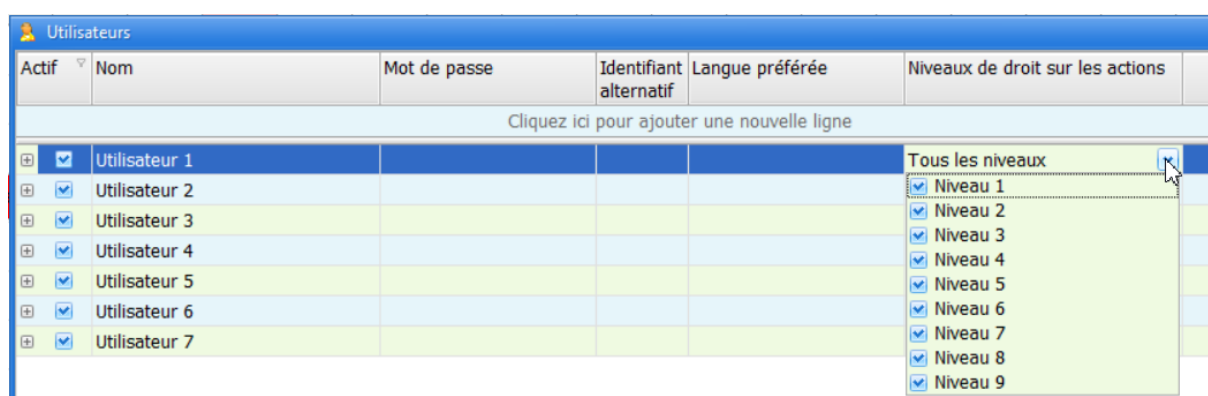 Utilisateurs
Actif Nom Mot de passe Identifiant alternatif Langue préférée Niveaux de droit sur les actions
Cliquez ici pour ajouter une nouvelle ligne
Utilisateur 1 Tous les niveaux
Niveau 1
Utilisateur 2
Niveau 2
Utilisateur 3
Niveau 3
Utilisateur 4
Niveau 4
Utilisateur 5
Niveau 5
Utilisateur 6
Niveau 6
Utilisateur 7
Niveau 7
Niveau 8
Niveau 9